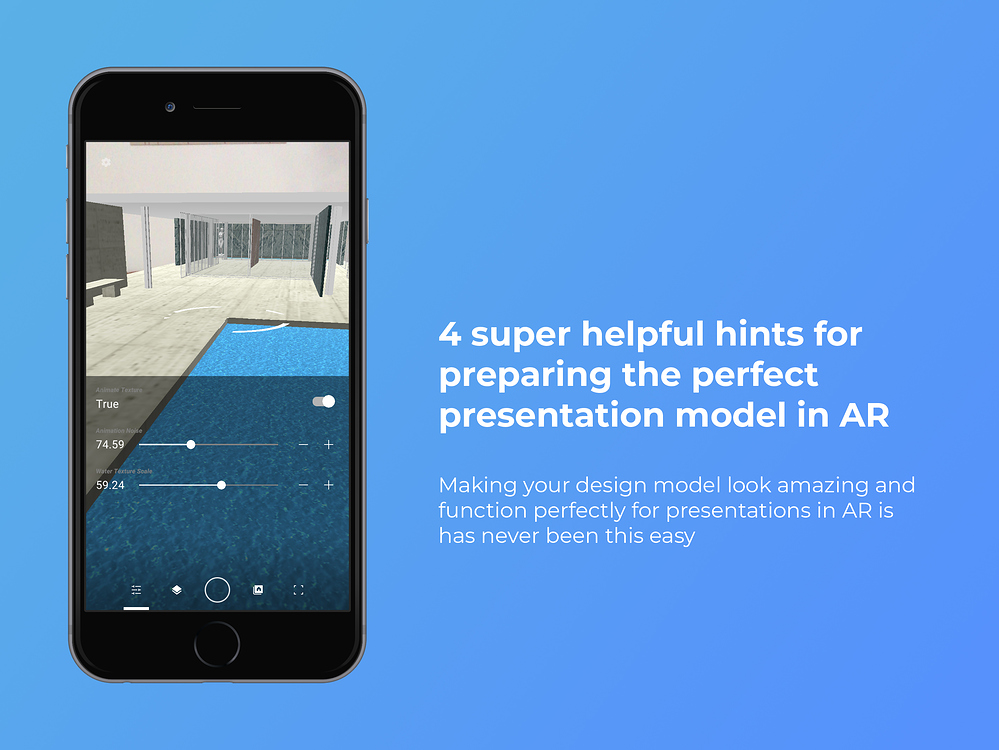 Animate Texture
True
Animation Noise
74.59
Water Texture Scale
59.24
4 super helpful hints for
preparing the perfect
presentation model in AR
Making your design model look amazing and
function perfectly for presentations in AR is
has never been this easy